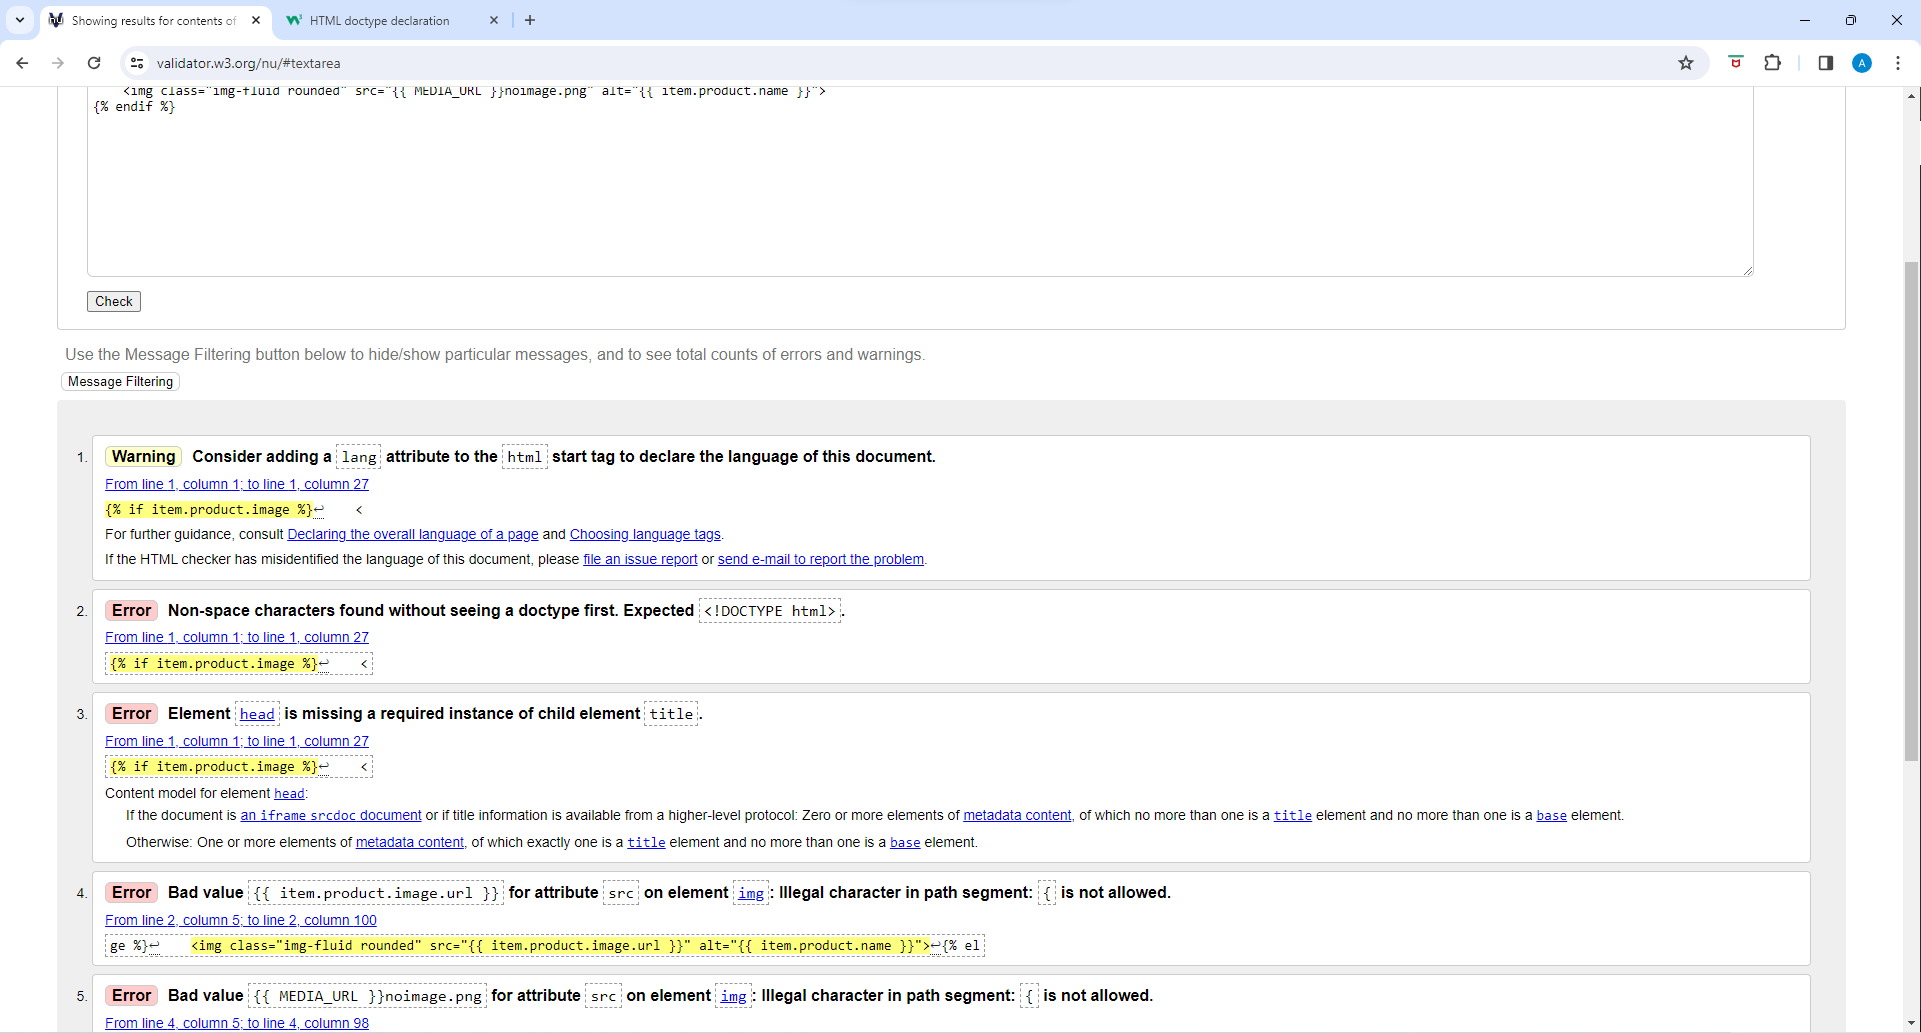 Showing results for contents of
HTML doctype declaration
validator.w3.org/nu/#textarea
A
<img class="img-fluid rounded" src="{{ MEDIA_URL }}noimage.png" alt="{{ item.product.name }}">
{% endif %}
Check
Use the Message Filtering button below to hide/show particular messages, and to see total counts of errors and warnings.
Message Filtering
1. Warning Consider adding a lang attribute to the html start tag to declare the language of this document.
From line 1, column 1; to line 1, column 27
{% if item.product.image %}↩    <
For further guidance, consult Declaring the overall language of a page and Choosing language tags.
If the HTML checker has misidentified the language of this document, please file an issue report or send e-mail to report the problem.
2. Error Non-space characters found without seeing a doctype first. Expected <!DOCTYPE html>.
From line 1, column 1; to line 1, column 27
{% if item.product.image %}↩    <
3. Error Element head is missing a required instance of child element title.
From line 1, column 1; to line 1, column 27
{% if item.product.image %}↩    <
Content model for element head:
If the document is an iframe srcdoc document or if title information is available from a higher-level protocol: Zero or more elements of metadata content, of which no more than one is a title element and no more than one is a base element.
Otherwise: One or more elements of metadata content, of which exactly one is a title element and no more than one is a base element.
4. Error Bad value {{ item.product.image.url }} for attribute src on element img: Illegal character in path segment: { is not allowed.
From line 2, column 5; to line 2, column 100
ge %}↩    <img class="img-fluid rounded" src="{{ item.product.image.url }}" alt="{{ item.product.name }}">↩{% el
5. Error Bad value {{ MEDIA_URL }}noimage.png for attribute src on element img: Illegal character in path segment: { is not allowed.
From line 4, column 5; to line 4, column 98